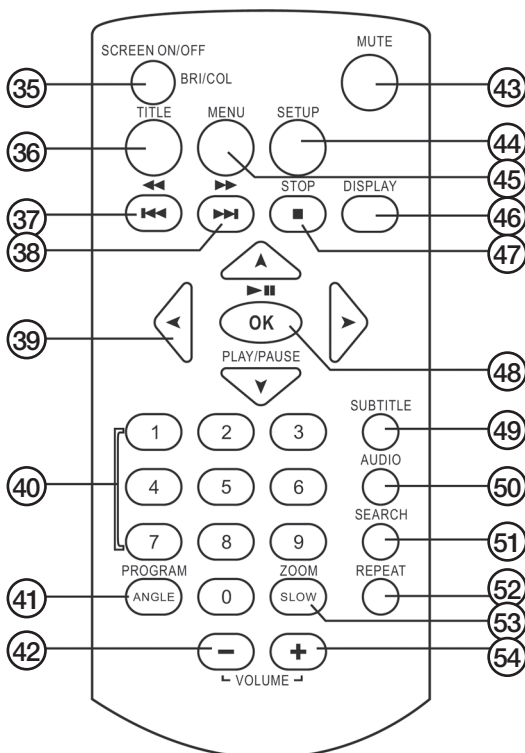 SCREEN ON/OFF
MUTE
35
BRI/COL
43
TITLE
MENU
SETUP
36
44
45
STOP
DISPLAY
37
46
38
47
39
OK
48
PLAY/PAUSE
SUBTITLE
1 2 3
49
AUDIO
40
4 5 6
50
SEARCH
7 8 9
51
PROGRAM
ZOOM
REPEAT
41
ANGLE
0
SLOW
52
53
42
– +
54
VOLUME